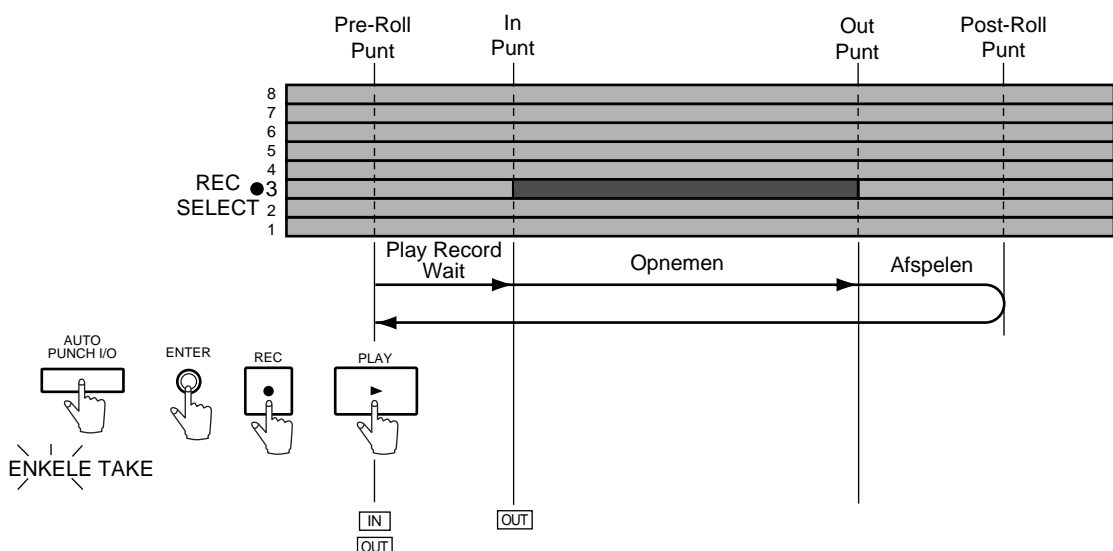 Pre-Roll
Punt
In
Punt
Out
Punt
Post-Roll
Punt
8
7
6
5
4
3
2
1
REC
SELECT
Play Record
Wait
Opnemen
Afspelen
AUTO
PUNCH I/O
ENTER
REC
PLAY
ENKELE TAKE
IN
OUT
OUT